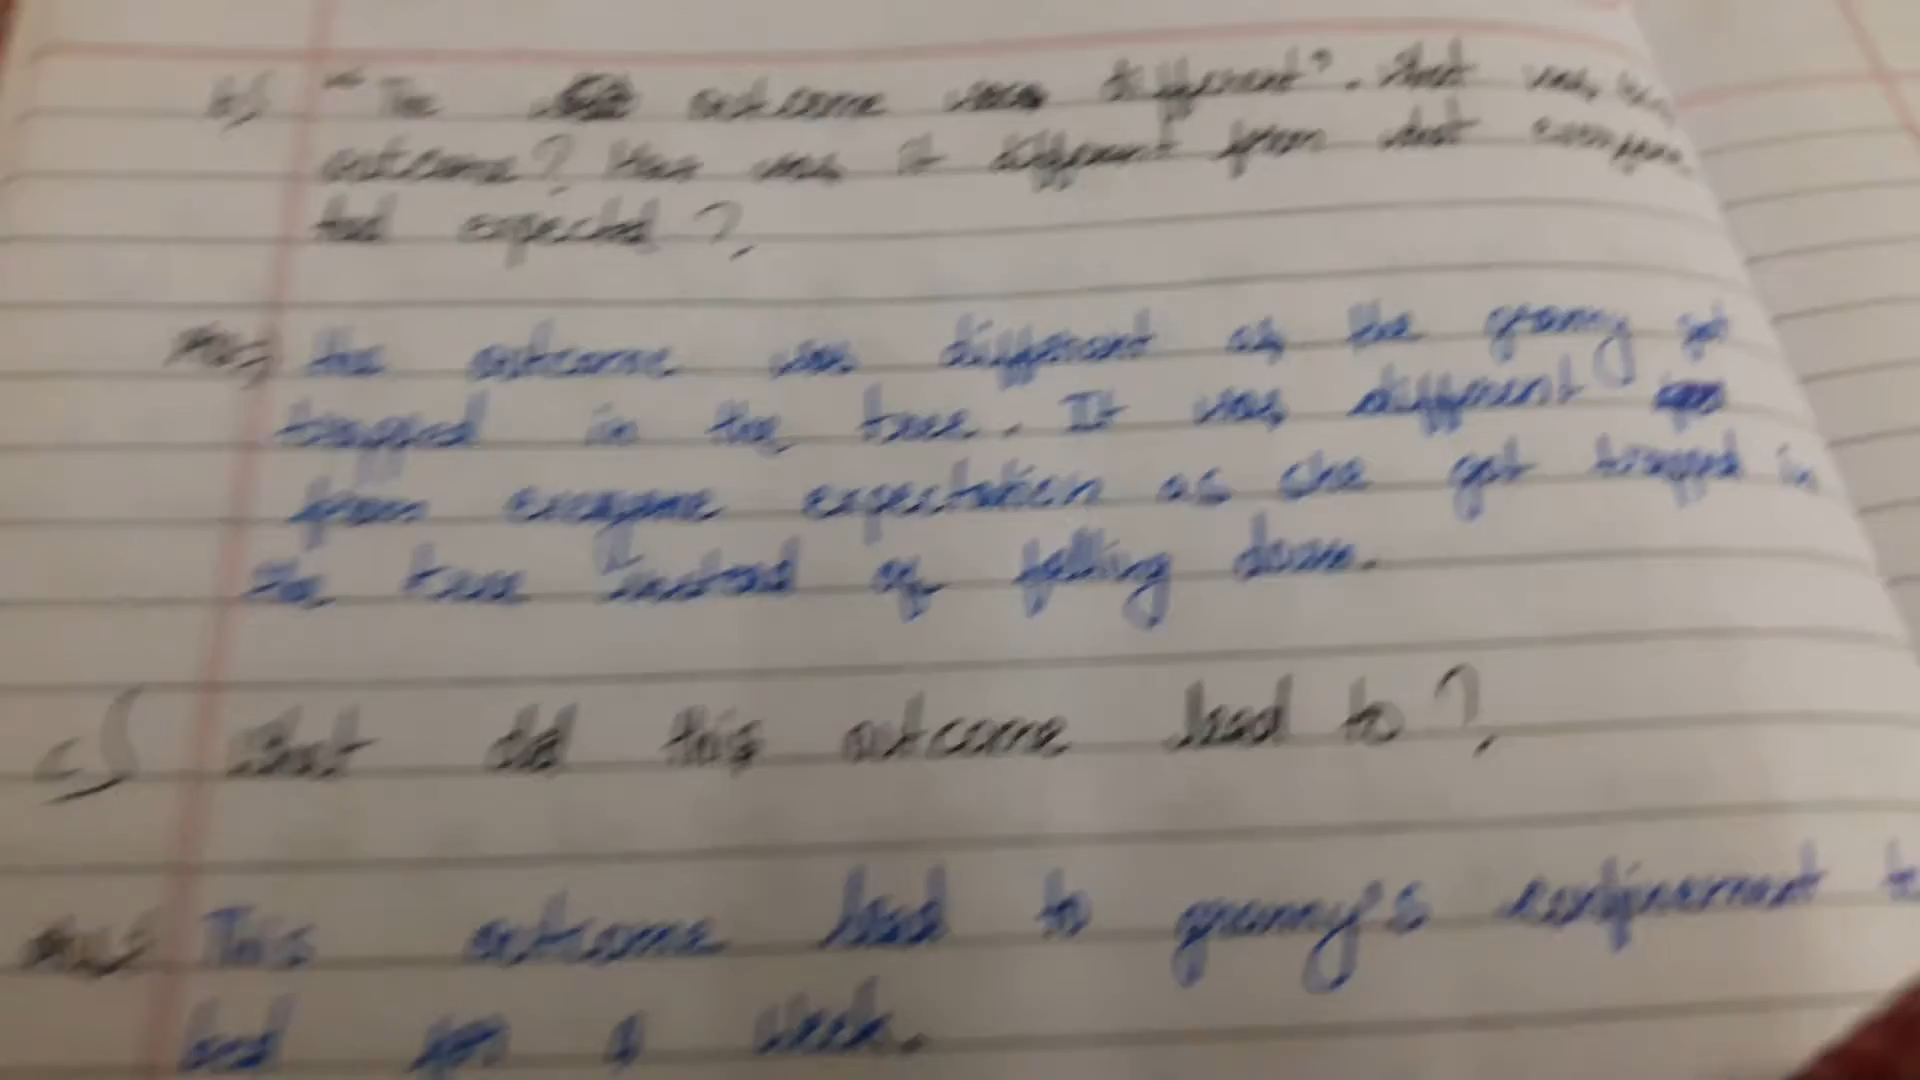 b) "The outcome was different". What was
outcome? How was it different from what everyone
had expected?
Ans) the outcome was different as the granny got
trapped in the tree. It was different
from everyone expectation as she got trapped in
the tree instead of falling down.
c) What did this outcome lead to?
Ans) This outcome lead to granny's confinement to
bed for a week.